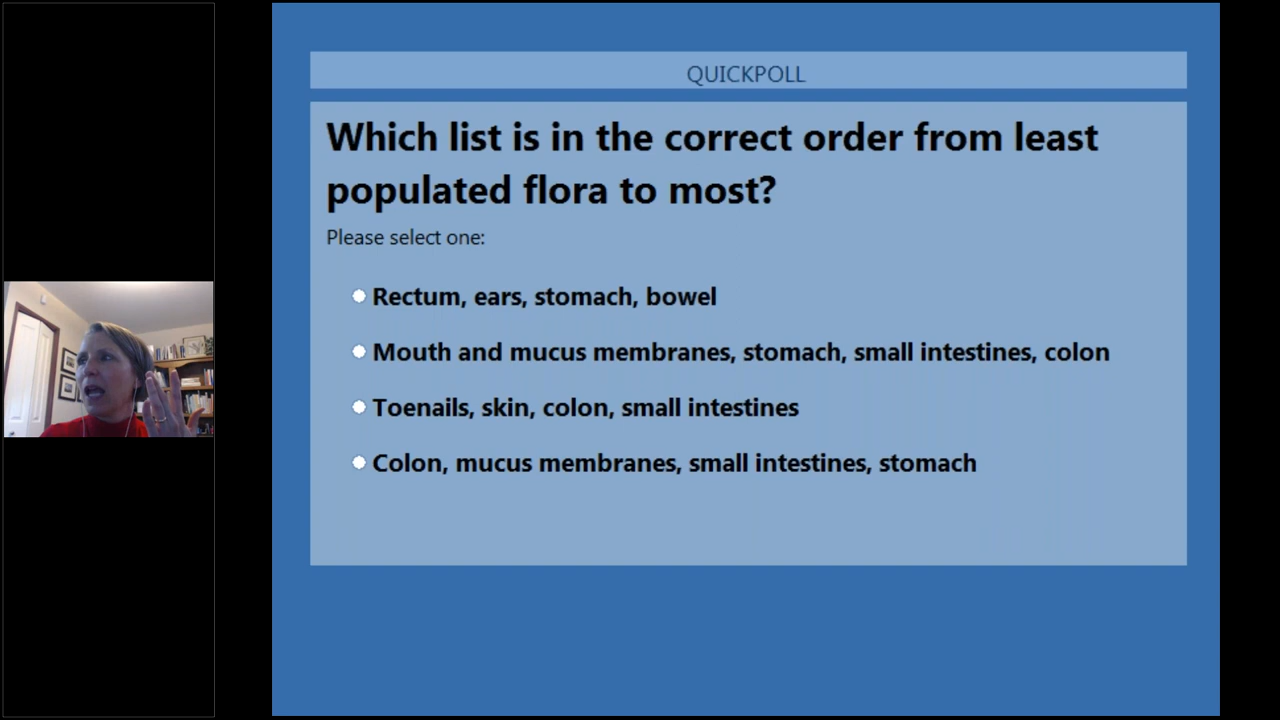 QUICKPOLL
Which list is in the correct order from least
populated flora to most?
Please select one:
Rectum, ears, stomach, bowel
Mouth and mucus membranes, stomach, small intestines, colon
Toenails, skin, colon, small intestines
Colon, mucus membranes, small intestines, stomach